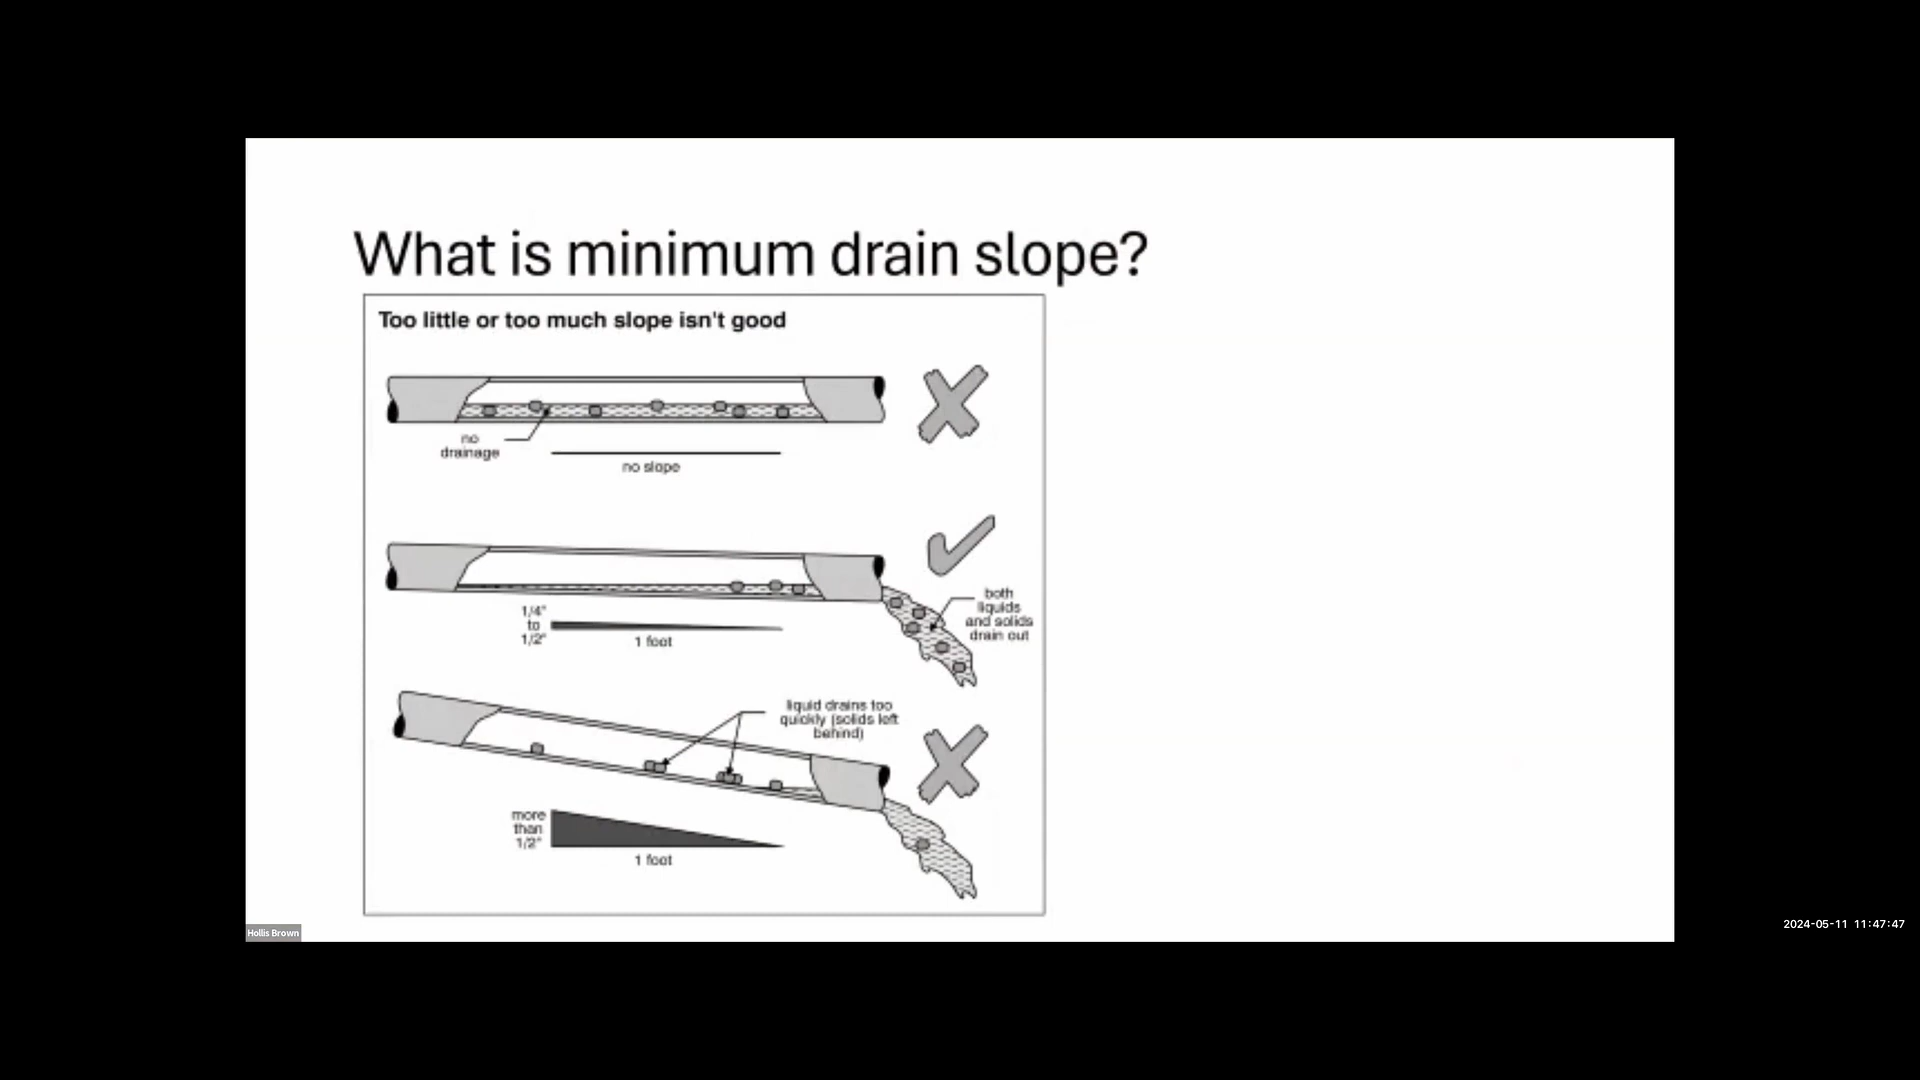 What is minimum drain slope?
Too little or too much slope isn't good
no
drainage
no slope
1/4"
to
1/2"
1 foot
both
liquids
and solids
drain out
liquid drains too
quickly (solids left
behind)
more
than
1/2"
1 foot
Hollis Brown
2024-05-11 11:47:47